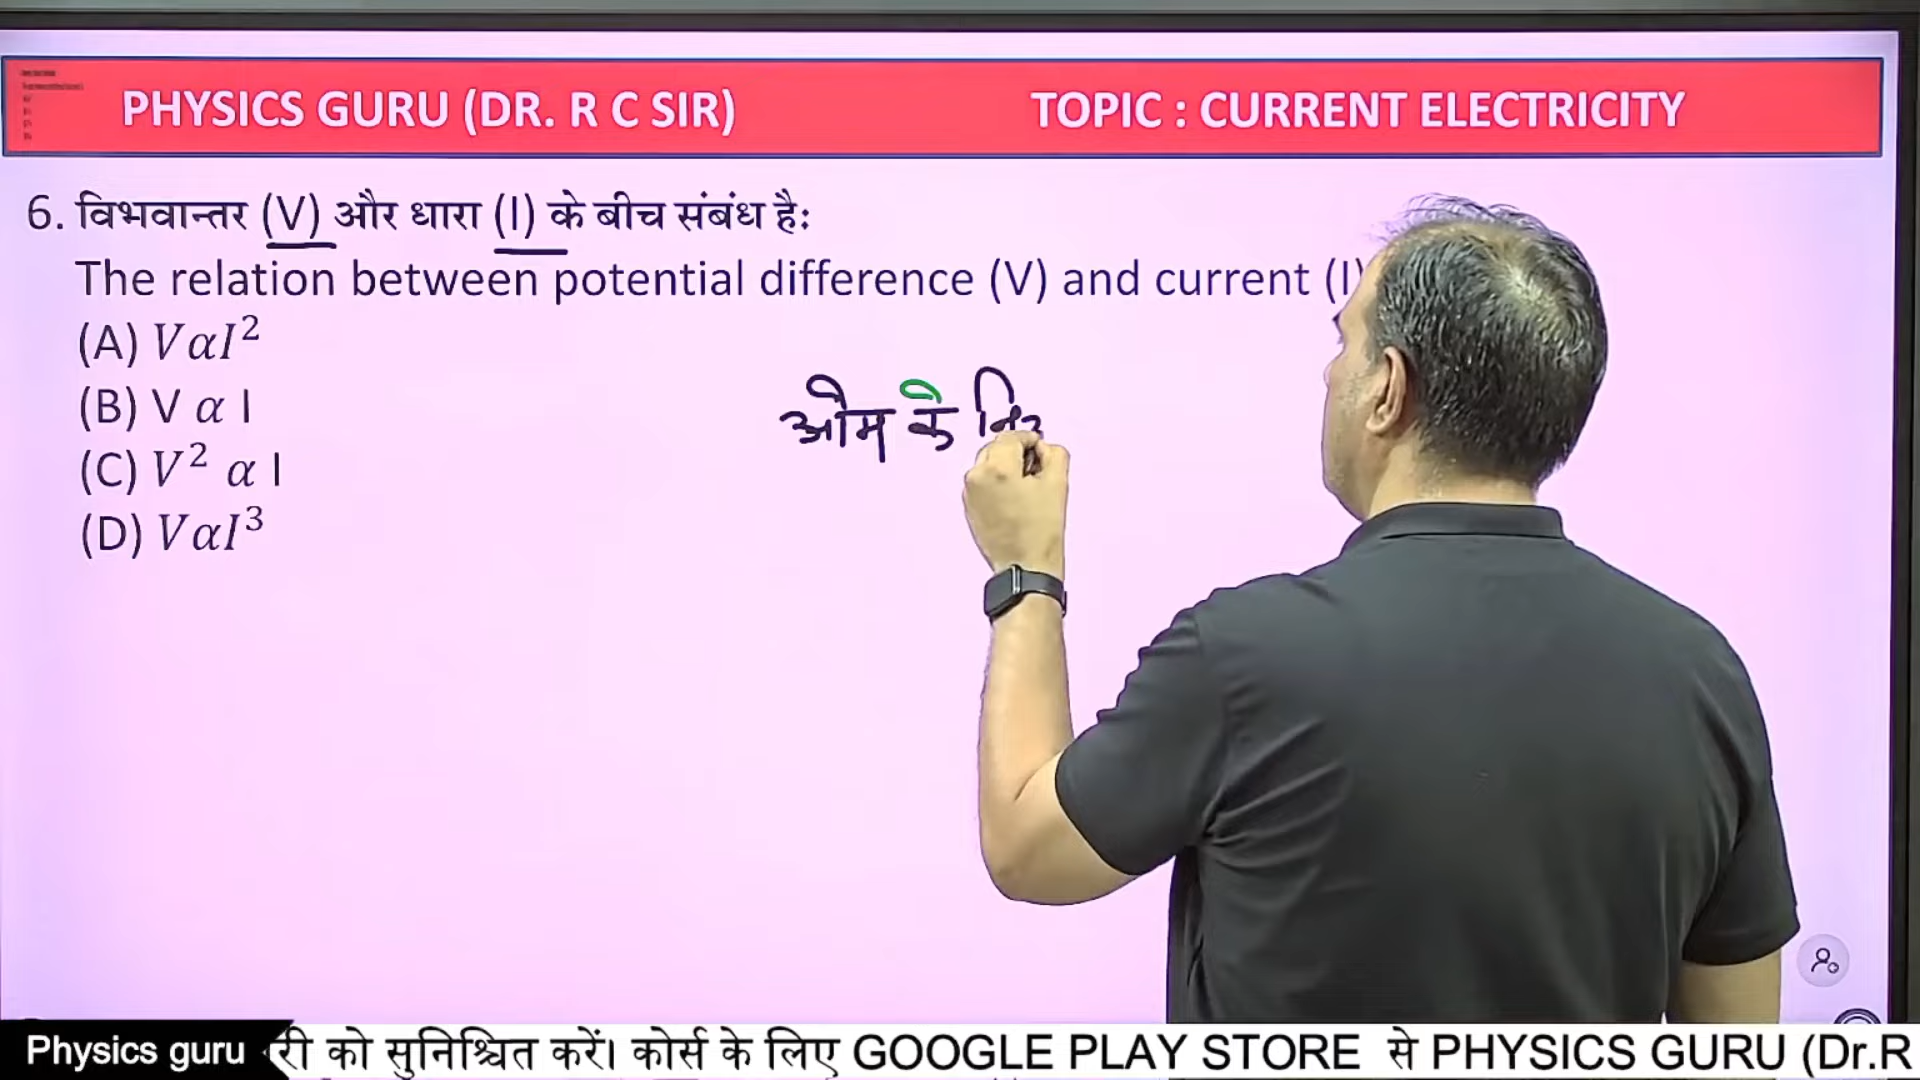 PHYSICS GURU (DR. R C SIR) TOPIC : CURRENT ELECTRICITY
6. विभवान्तर (V) और धारा (I) के बीच संबंध है:
The relation between potential difference (V) and current (I)
(A) VαI²
(B) V α I
(C) V² α I
(D) VαI³
ओम के
Physics guru री को सुनिश्चित करें। कोर्स के लिए GOOGLE PLAY STORE से PHYSICS GURU (Dr.R